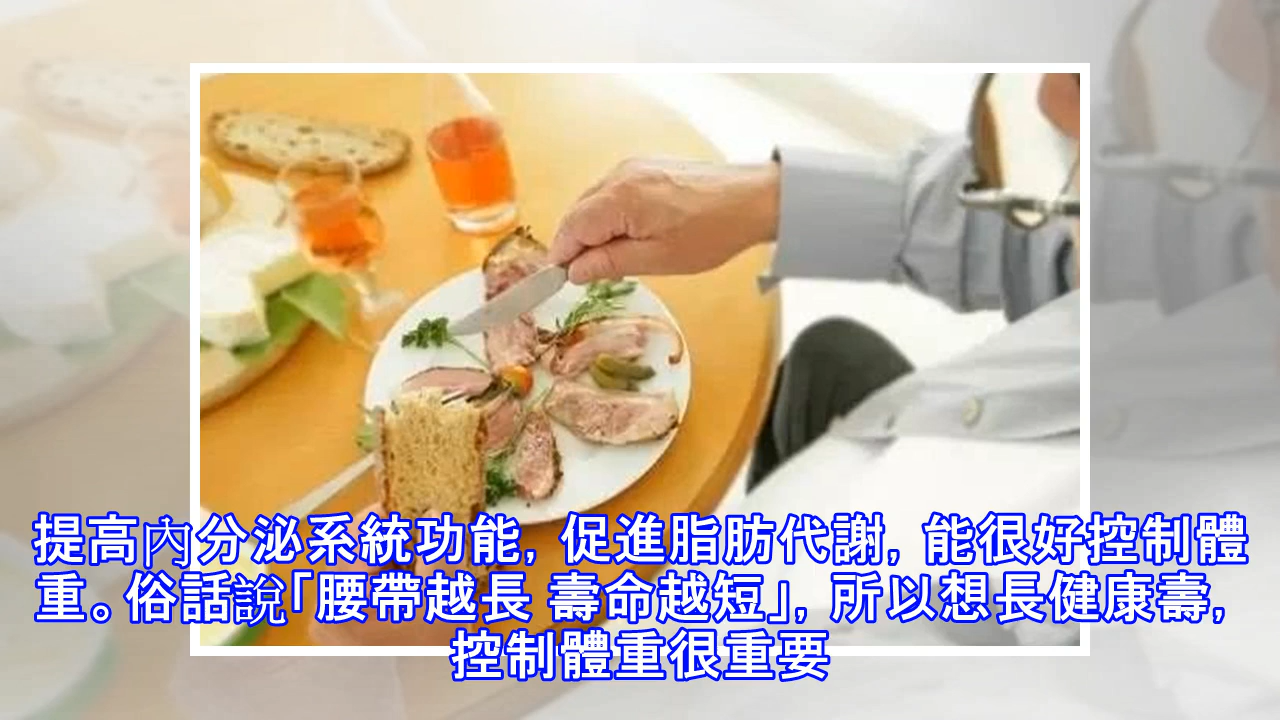 提高內分泌系統功能, 促進脂肪代謝, 能很好控制體
重。俗話說「腰帶越長 壽命越短」, 所以想長健康壽,
控制體重很重要